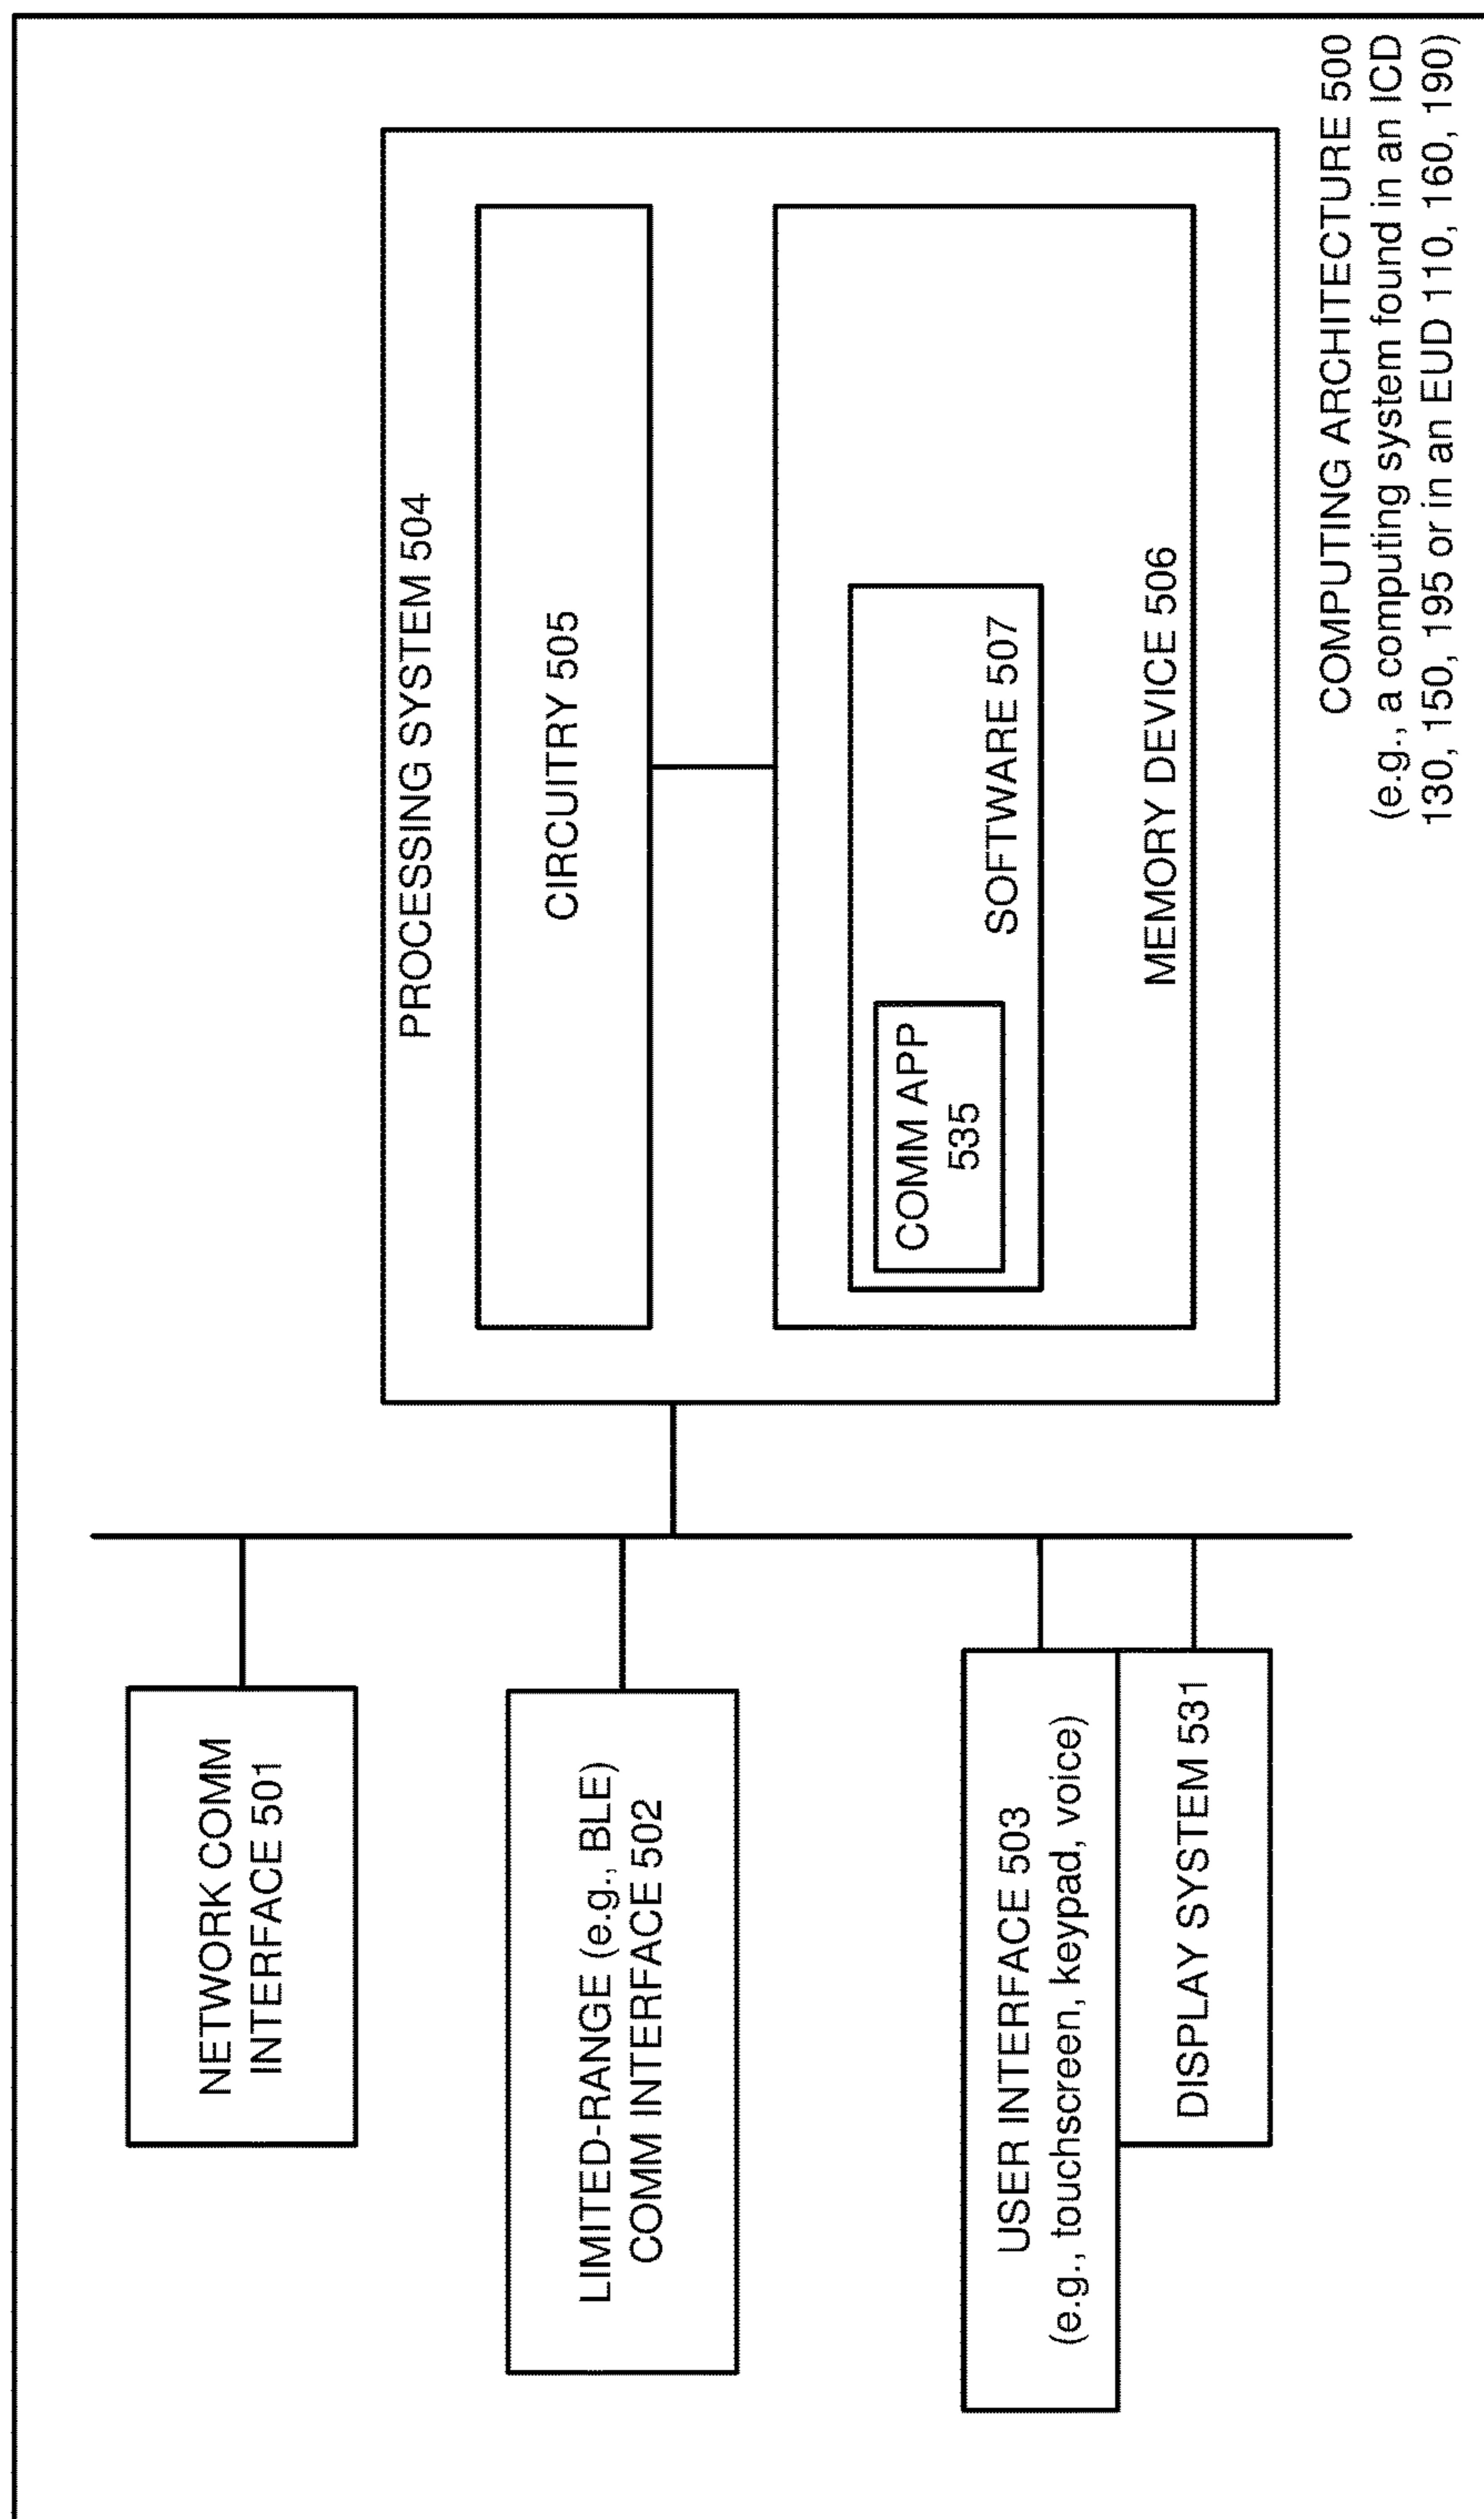 NETWORK COMM
INTERFACE 501
LIMITED-RANGE (e.g., BLE)
COMM INTERFACE 502
USER INTERFACE 503
(e.g., touchscreen, keypad, voice)
DISPLAY SYSTEM 531
PROCESSING SYSTEM 504
CIRCUITRY 505
COMM APP
535
SOFTWARE 507
MEMORY DEVICE 506
COMPUTING ARCHITECTURE 500
(e.g., a computing system found in an ICD
130, 150, 195 or in an EUD 110, 160, 190)